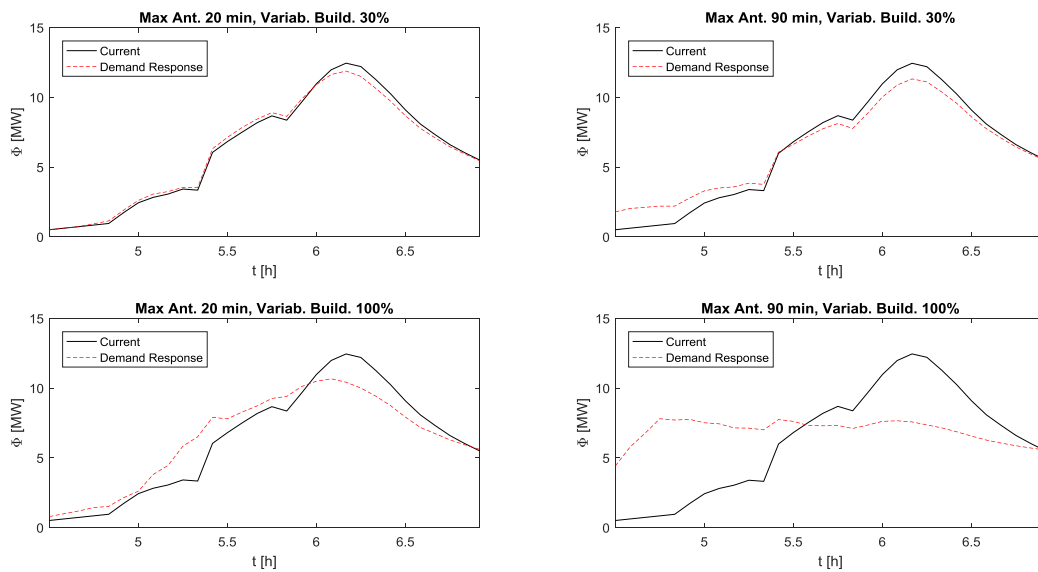 Max Ant. 20 min, Variab. Build. 30%
15
10
5
0
Φ [MW]
Current
Demand Response
5 5.5 6 6.5
t [h]
Max Ant. 90 min, Variab. Build. 30%
15
10
5
0
Φ [MW]
Current
Demand Response
5 5.5 6 6.5
t [h]
Max Ant. 20 min, Variab. Build. 100%
15
10
5
0
Φ [MW]
Current
Demand Response
5 5.5 6 6.5
t [h]
Max Ant. 90 min, Variab. Build. 100%
15
10
5
0
Φ [MW]
Current
Demand Response
5 5.5 6 6.5
t [h]